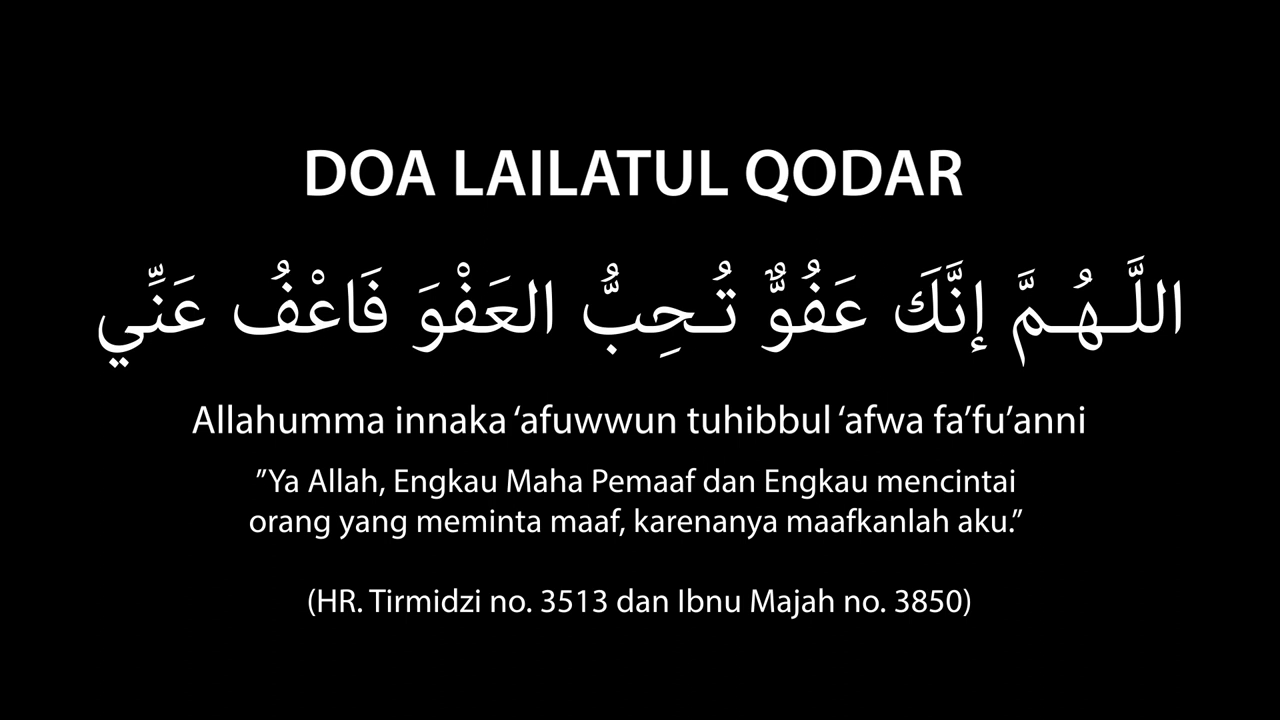 DOA LAILATUL QODAR
اللَّـهُـمَّ إنَّكَ عَفُوٌّ تُـحِبُّ العَفْوَ فَاعْفُ عَنِّي
Allahumma innaka ‘afuwwun tuhibbul ‘afwa fa’fu’anni
”Ya Allah, Engkau Maha Pemaaf dan Engkau mencintai
orang yang meminta maaf, karenanya maafkanlah aku.”
(HR. Tirmidzi no. 3513 dan Ibnu Majah no. 3850)